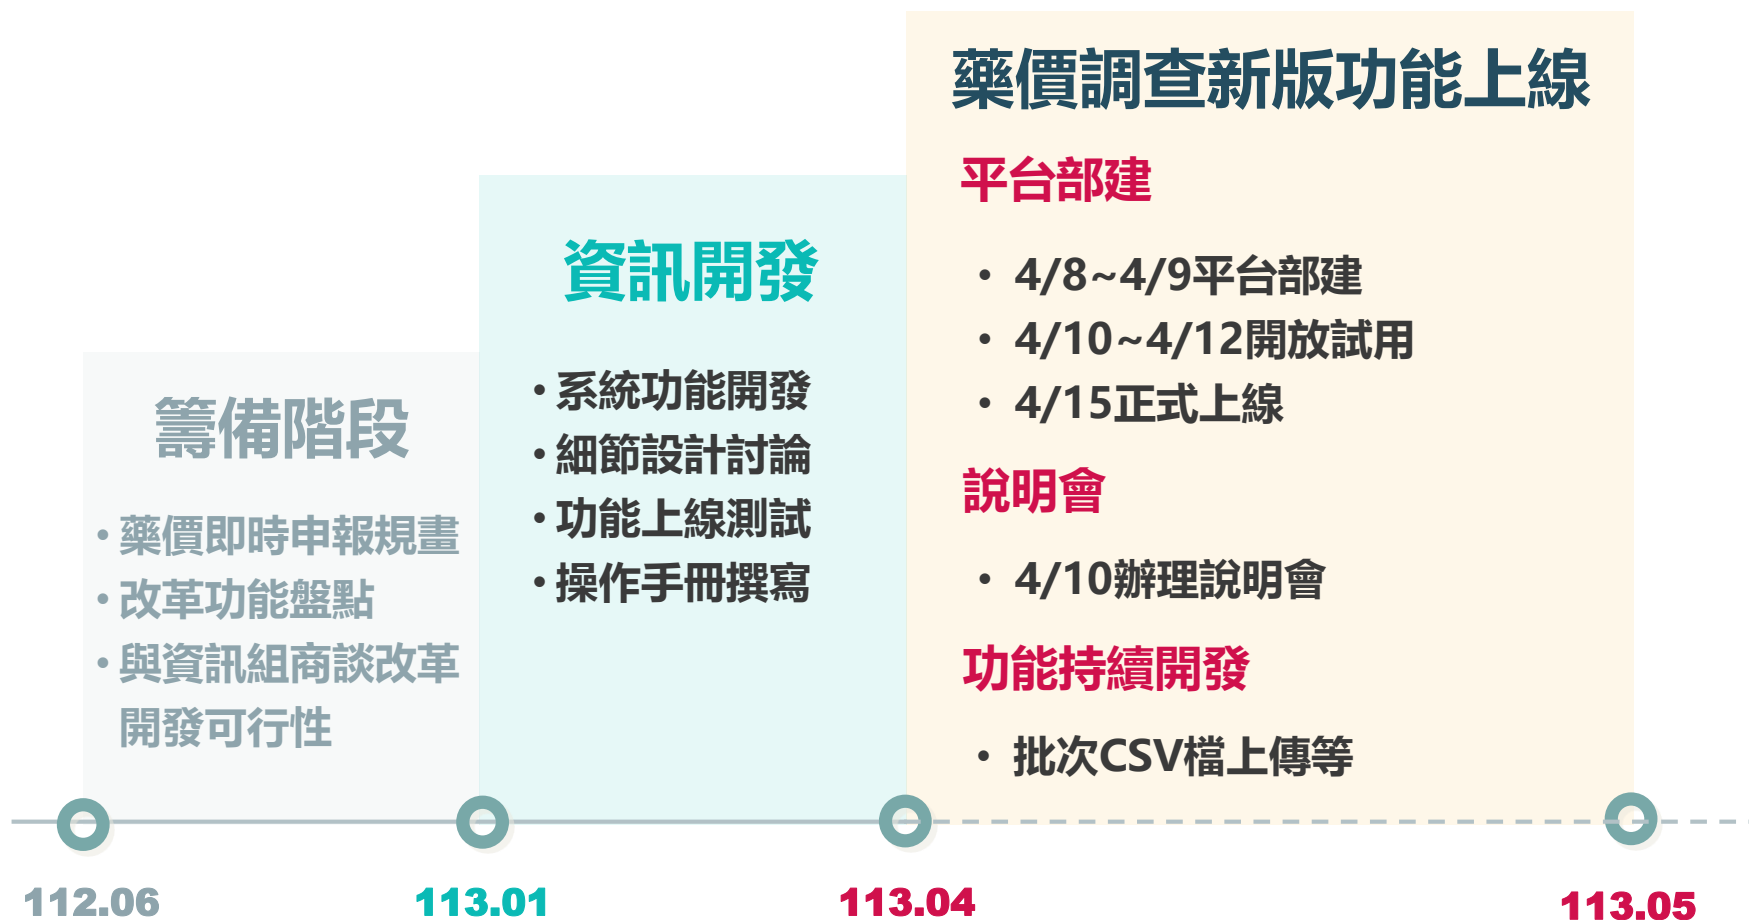 籌備階段
• 藥價即時申報規畫
• 改革功能盤點
• 與資訊組商談改革
開發可行性
資訊開發
• 系統功能開發
• 細節設計討論
• 功能上線測試
• 操作手冊撰寫
藥價調查新版功能上線
平台部建
• 4/8~4/9平台部建
• 4/10~4/12開放試用
• 4/15正式上線
說明會
• 4/10辦理說明會
功能持續開發
• 批次CSV檔上傳等
112.06
113.01
113.04
113.05